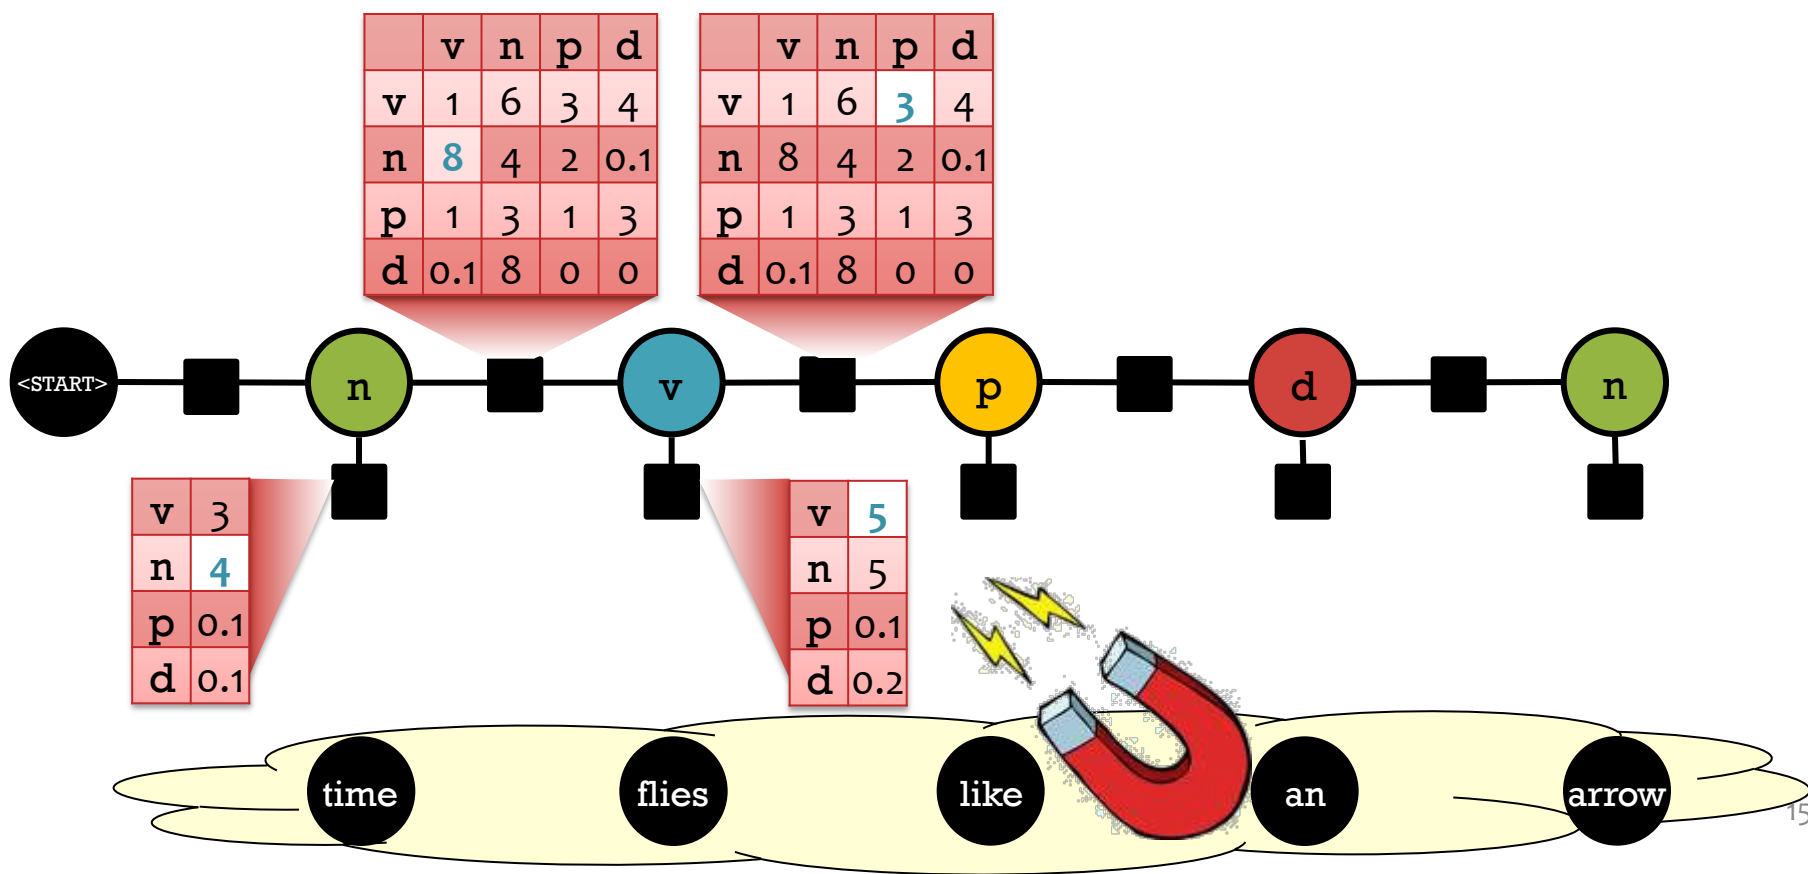 v n p d
v 1 6 3 4
n 8 4 2 0.1
p 1 3 1 3
d 0.1 8 0 0
v n p d
v 1 6 3 4
n 8 4 2 0.1
p 1 3 1 3
d 0.1 8 0 0
<START> n v p d n
v 3
n 4
p 0.1
d 0.1
v 5
n 5
p 0.1
d 0.2
time flies like an arrow
15